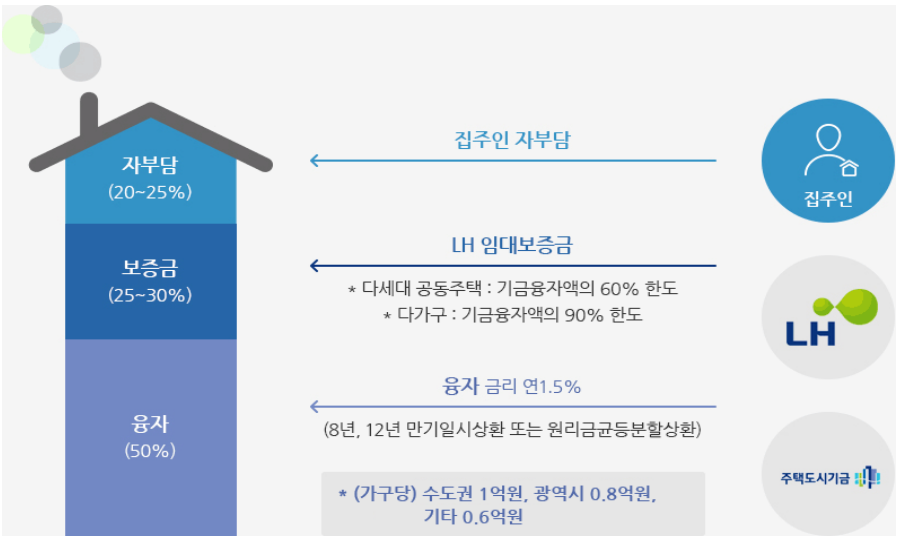 자부담
(20~25%)
보증금
(25~30%)
융자
(50%)
집주인 자부담
LH 임대보증금
* 다세대 공동주택 : 기금융자액의 60% 한도
* 다가구 : 기금융자액의 90% 한도
융자 금리 연1.5%
(8년, 12년 만기일시상환 또는 원리금균등분할상환)
* (가구당) 수도권 1억원, 광역시 0.8억원,
기타 0.6억원
집주인
LH
주택도시기금